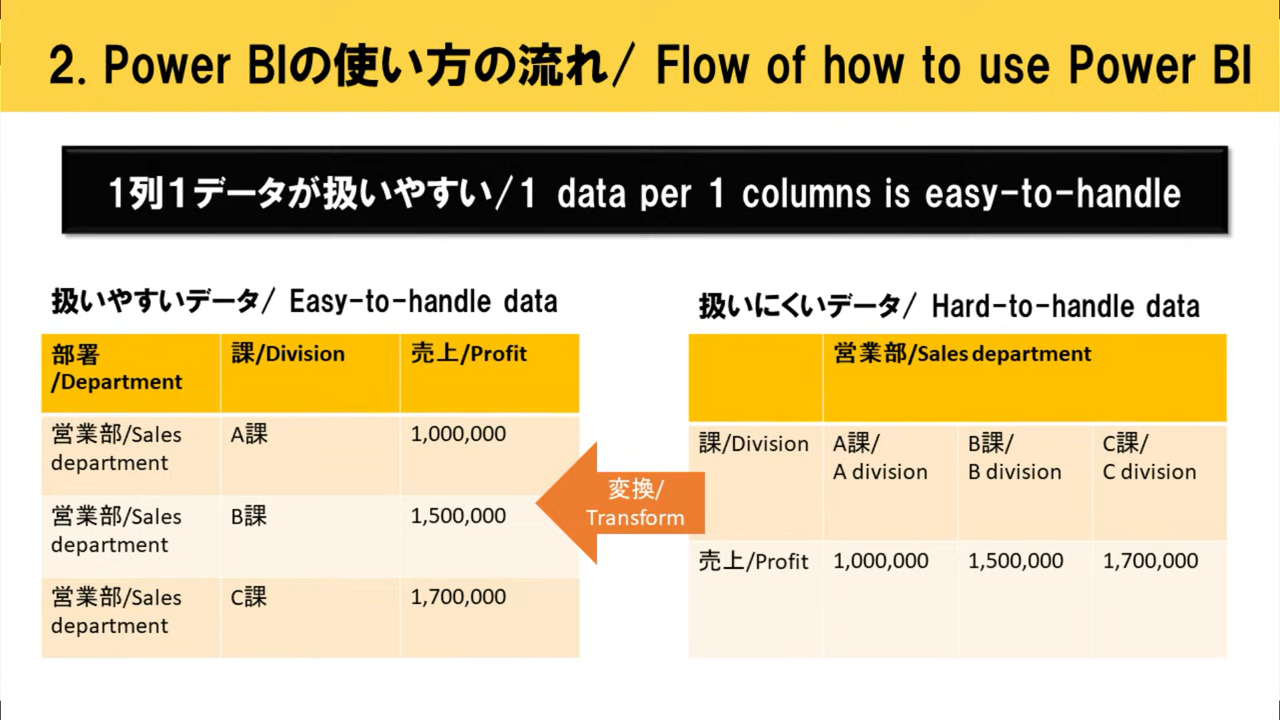 2. Power BIの使い方の流れ/ Flow of how to use Power BI
1列１データが扱いやすい/1 data per 1 columns is easy-to-handle
扱いやすいデータ/ Easy-to-handle data
部署
/Department
課/Division
売上/Profit
営業部/Sales
department
A課
1,000,000
営業部/Sales
department
B課
1,500,000
営業部/Sales
department
C課
1,700,000
変換/
Transform
扱いにくいデータ/ Hard-to-handle data
営業部/Sales department
課/Division
A課/
A division
B課/
B division
C課/
C division
売上/Profit
1,000,000
1,500,000
1,700,000